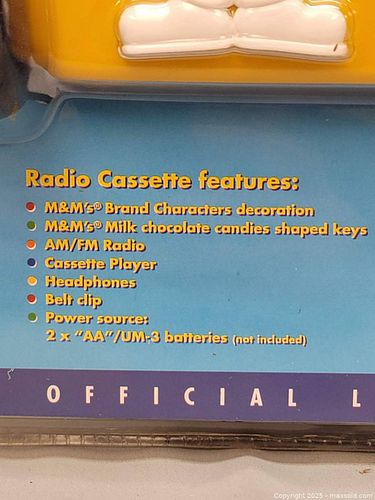 Radio Cassette features:
M&M's® Brand Characters decoration
M&M's® Milk chocolate candies shaped keys
AM/FM Radio
Cassette Player
Headphones
Belt clip
Power source:
2 x "AA"/UM-3 batteries (not included)
OFFICIAL L
Copyright 2025 - maxsold.com